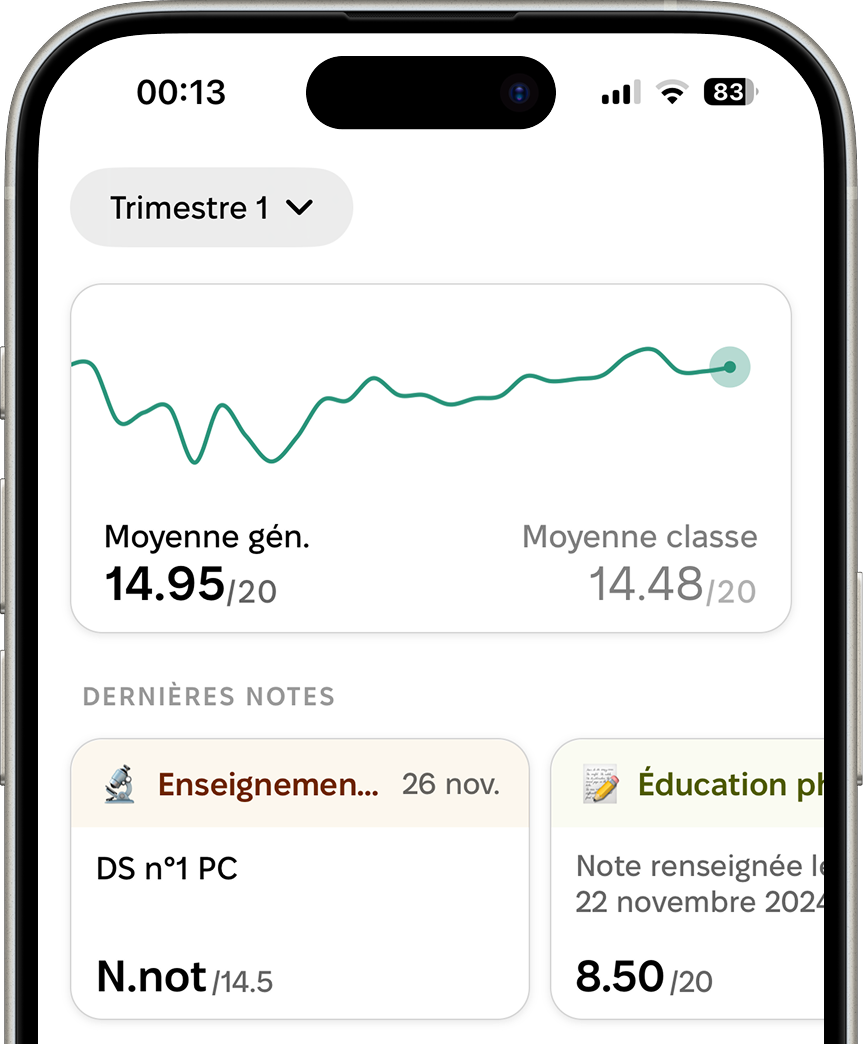 00:13
83
Trimestre 1
Moyenne gén.
14.95/20
Moyenne classe
14.48/20
DERNIÈRES NOTES
Enseignemen... 26 nov.
DS n°1 PC
N.not/14.5
Éducation ph
Note renseignée le
22 novembre 2024
8.50/20